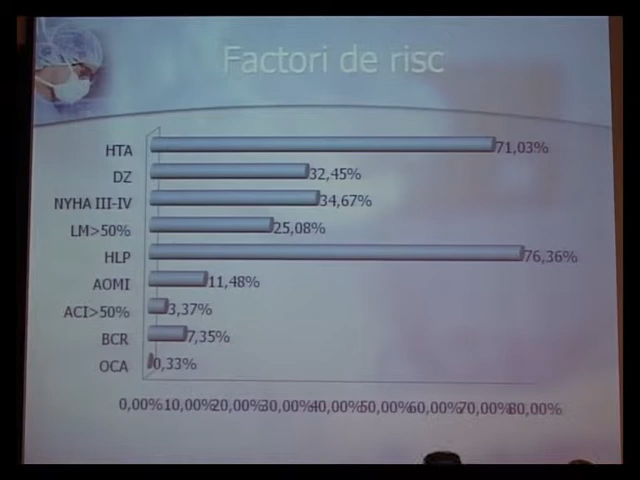 Factori de risc
HTA 71,03%
DZ 32,45%
NYHA III-IV 34,67%
LM>50% 25,08%
HLP 76,36%
AOMI 11,48%
ACI>50% 3,37%
BCR 7,35%
OCA 0,33%
0,00% 10,00% 20,00% 30,00% 40,00% 50,00% 60,00% 70,00% 80,00%